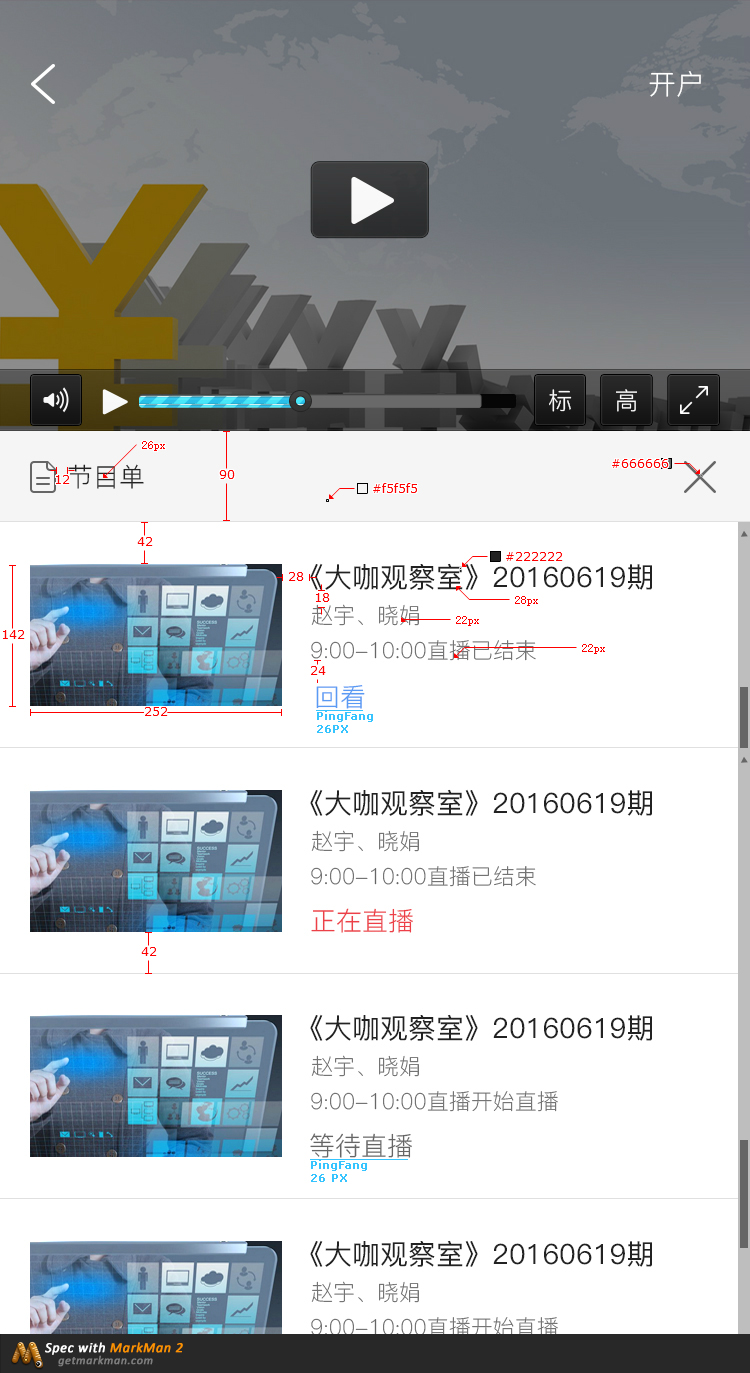 开户
标 高
26px
12 节目单
90
#f5f5f5
#666666
42
28
142
252
#222222
《大咖观察室》20160619期
28px
18
赵宇、晓娟
22px
9:00-10:00直播已结束
22px
24
回看
PingFang
26PX
《大咖观察室》20160619期
赵宇、晓娟
9:00-10:00直播已结束
正在直播
42
《大咖观察室》20160619期
赵宇、晓娟
9:00-10:00直播开始直播
等待直播
PingFang
26 PX
《大咖观察室》20160619期
赵宇、晓娟
9:00-10:00直播开始直播
Spec with MarkMan 2
getmarkman.com